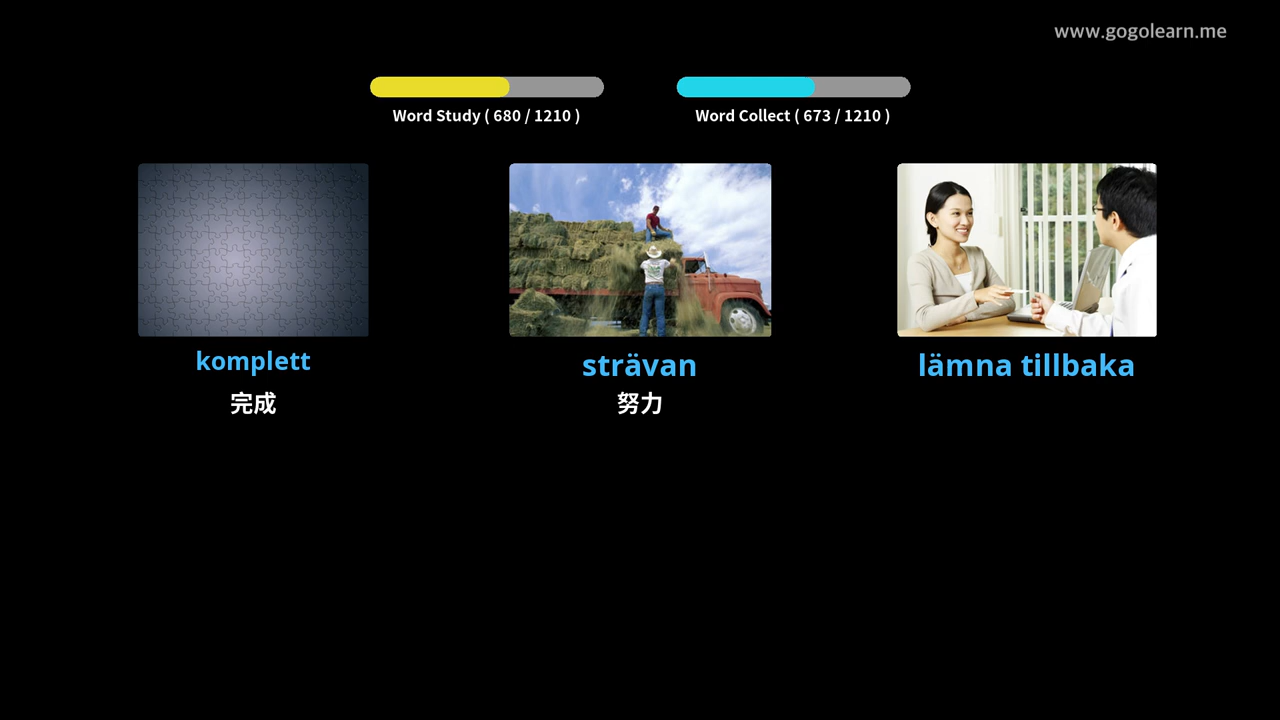 www.gogolearn.me
Word Study ( 680 / 1210 )
Word Collect ( 673 / 1210 )
komplett
完成
strävan
努力
lämna tillbaka